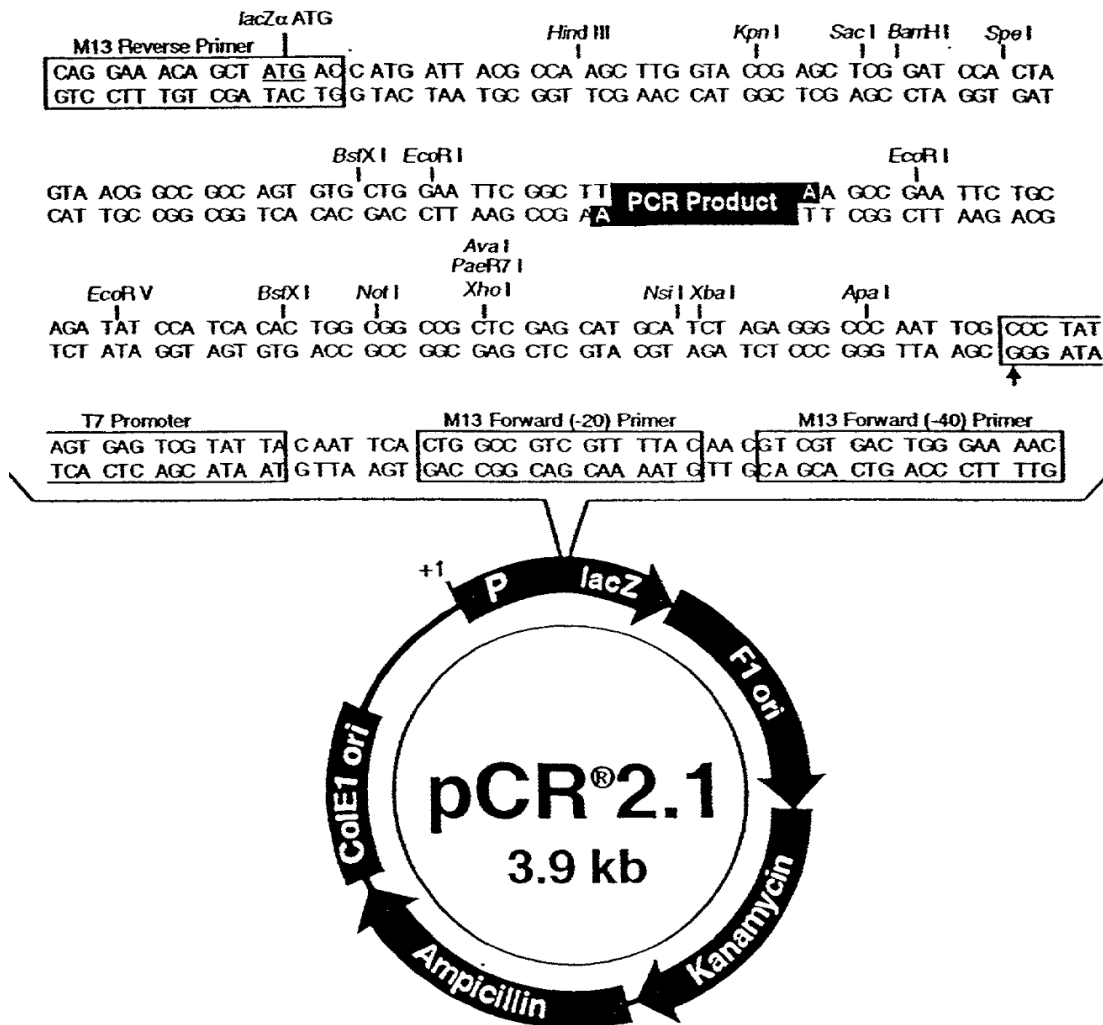 lacZα ATG
M13 Reverse Primer
Hind III Kpn I Sac I BamH I Spe I
CAG GAA ACA GCT ATG AC C ATG ATT ACG CCA AGC TTG GTA CCG AGC TCG GAT CCA CTA
GTC CTT TGT CGA TAC TG G TAC TAA TGC GGT TCG AAC CAT GGC TCG AGC CTA GGT GAT
BstX I EcoR I EcoR I
GTA ACG GCC GCC AGT GTG CTG GAA TTC GGC TT PCR Product A A GCC GAA TTC TGC
CAT TGC CGG CGG TCA CAC GAC CTT AAG CCG A A T T CGG CTT AAG ACG
Ava I
PaeR7 I
EcoR V BstX I Not I Xho I Nsi I Xba I Apa I
AGA TAT CCA TCA CAC TGG CGG CCG CTC GAG CAT GCA TCT AGA GGG CCC AAT TCG CCC TAT
TCT ATA GGT AGT GTG ACC GCC GGC GAG CTC GTA CGT AGA TCT CCC GGG TTA AGC GGG ATA
T7 Promoter M13 Forward (-20) Primer M13 Forward (-40) Primer
AGT GAG TCG TAT TA C AAT TCA CTG GCC GTC GTT TTA C AA C GT CGT GAC TGG GAA AAC
TCA CTC AGC ATA AT G TTA AGT GAC CGG CAG CAA AAT G TT G CA GCA CTG ACC CTT TTG
+1 P lacZ
F1 ori
ColE1 ori
pCR®2.1
3.9 kb
Kanamycin
Ampicillin